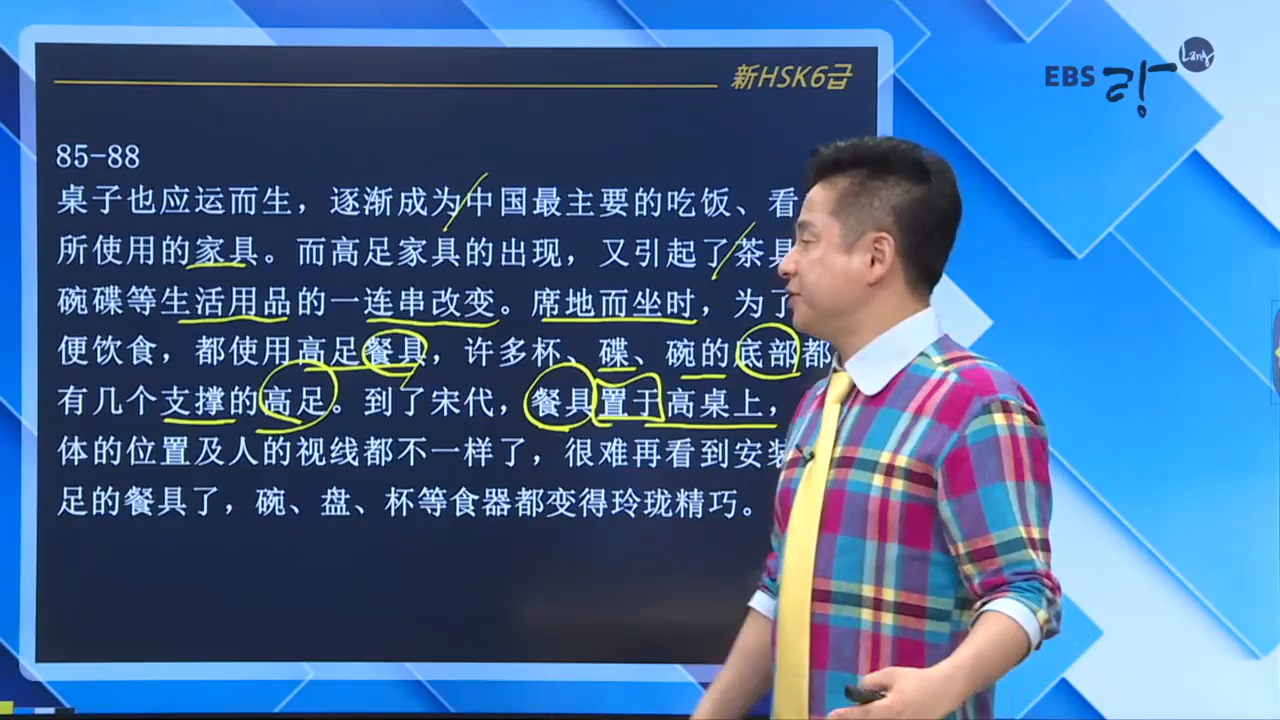 EBS 랑
Lang
新HSK6급
85-88
桌子也应运而生，逐渐成为中国最主要的吃饭、看
所使用的家具。而高足家具的出现，又引起了茶具
碗碟等生活用品的一连串改变。席地而坐时，为了
便饮食，都使用高足餐具，许多杯、碟、碗的底部都
有几个支撑的高足。到了宋代，餐具置于高桌上，
体的位置及人的视线都不一样了，很难再看到安装
足的餐具了，碗、盘、杯等食器都变得玲珑精巧。